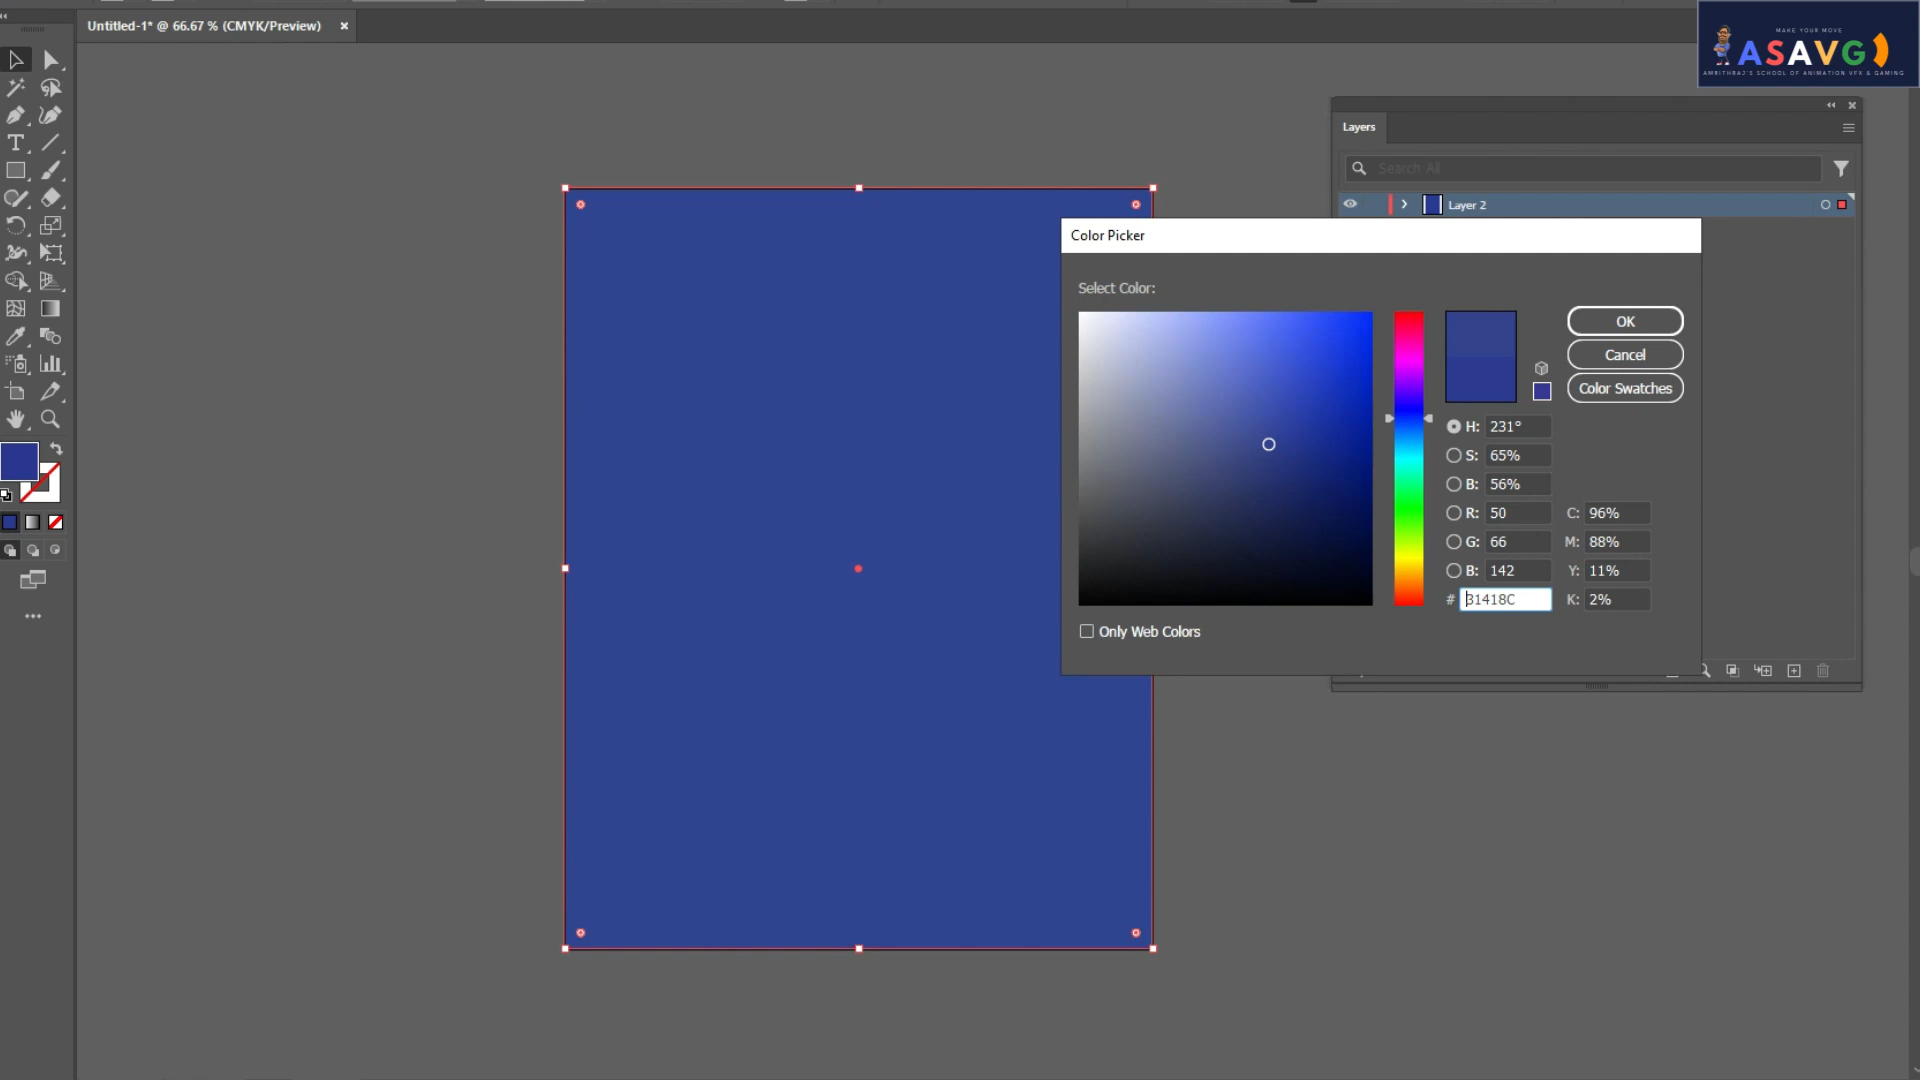 Untitled-1* @ 66.67 % (CMYK/Preview)
MAKE YOUR MOVE
ASAVG
AMRITHRAJ'S SCHOOL OF ANIMATION VFX & GAMING
Layers
Search All
Layer 2
Color Picker
Select Color:
OK
Cancel
Color Swatches
H: 231°
S: 65%
B: 56%
R: 50 C: 96%
G: 66 M: 88%
B: 142 Y: 11%
# 31418C K: 2%
Only Web Colors